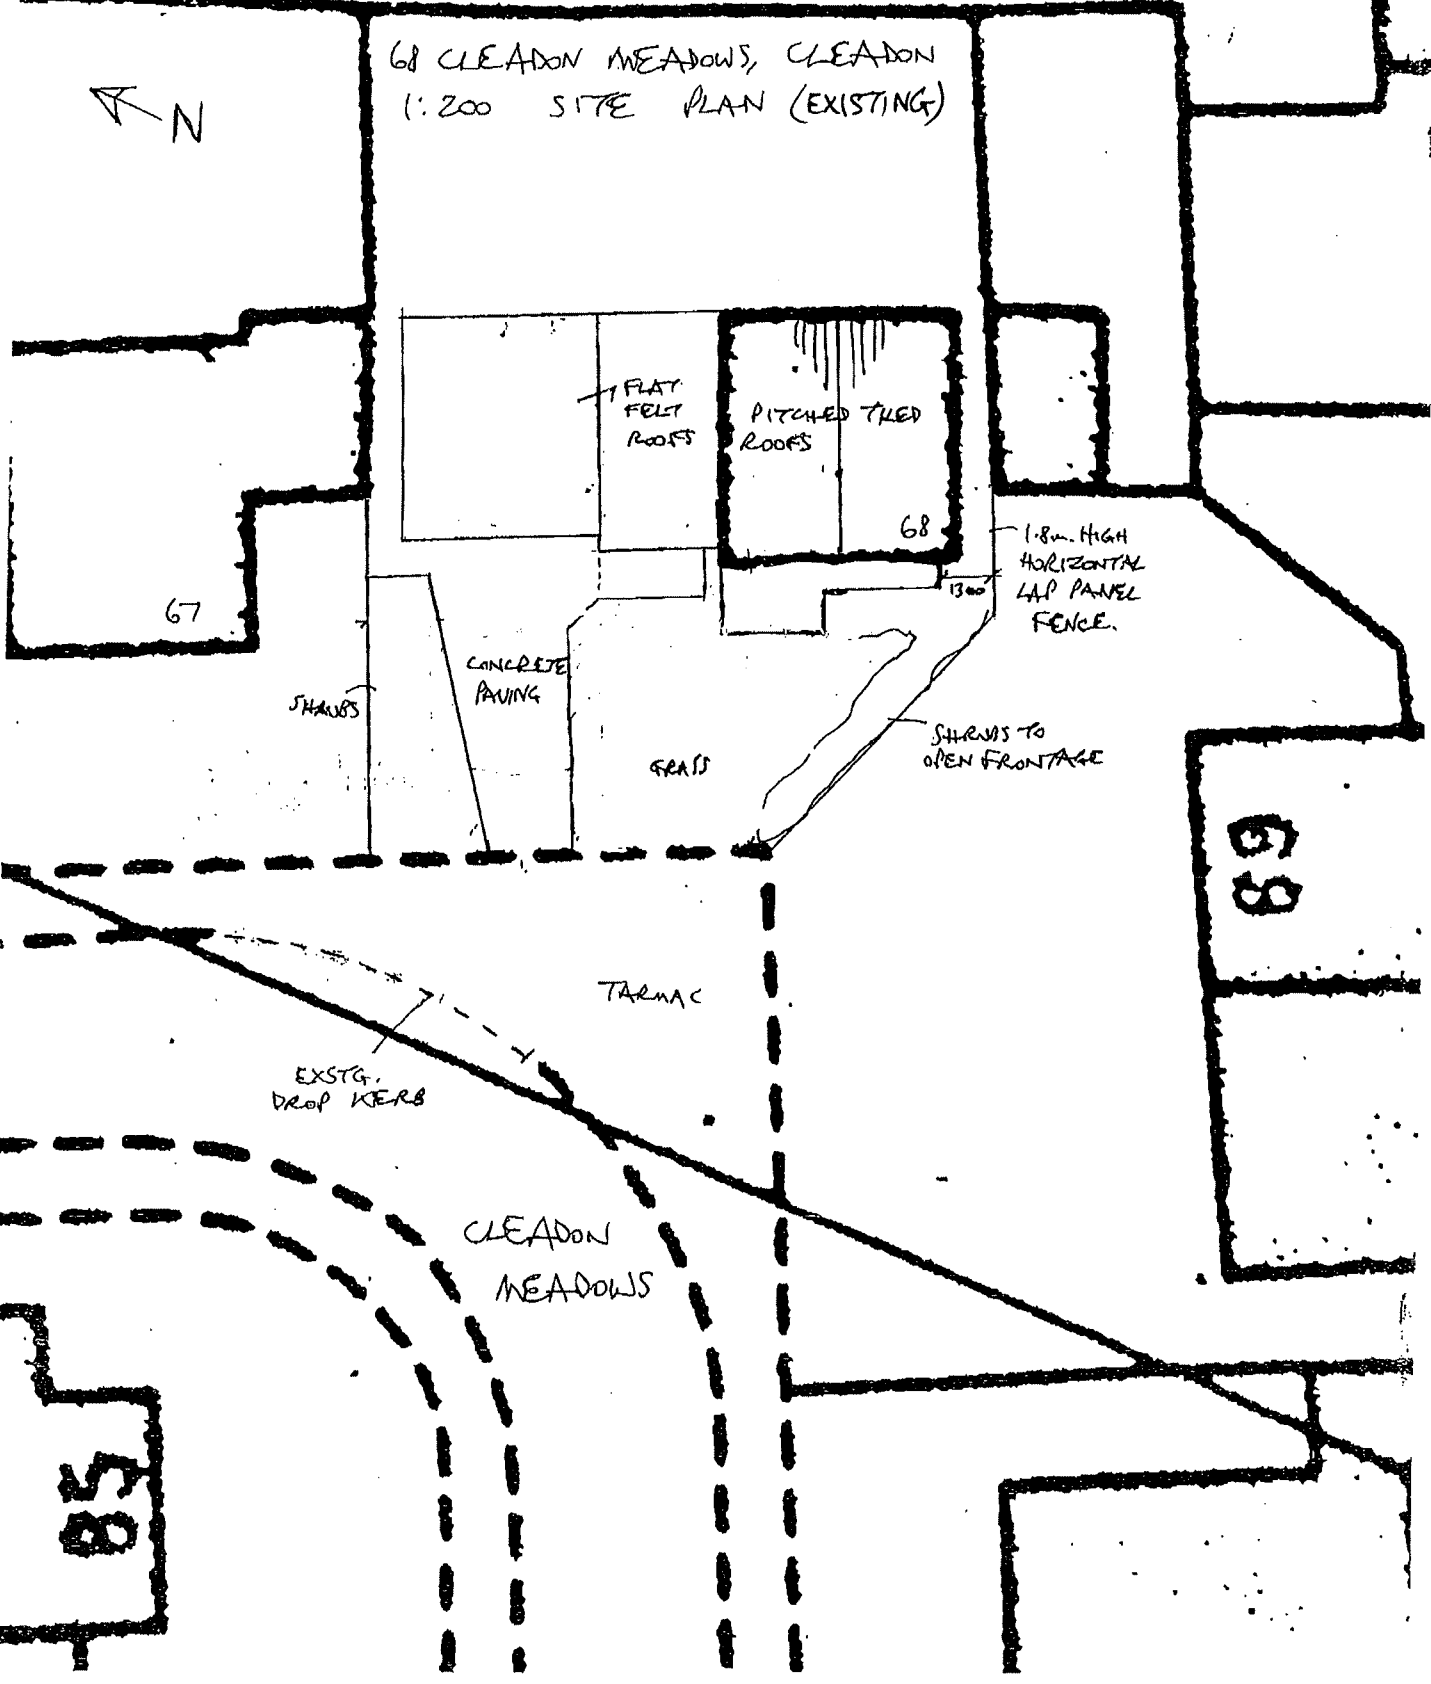 68 CLEADON MEADOWS, CLEADON
1:200 SITE PLAN (EXISTING)
N
FLAT
FELT
ROOFS
PITCHED TILED
ROOFS
68
1·8m. HIGH
HORIZONTAL
LAP PANEL
FENCE.
1300
67
CONCRETE
PAVING
SHRUBS
GRASS
SHRUBS TO
OPEN FRONTAGE
69
TARMAC
EXSTG.
DROP KERB
CLEADON
MEADOWS
85